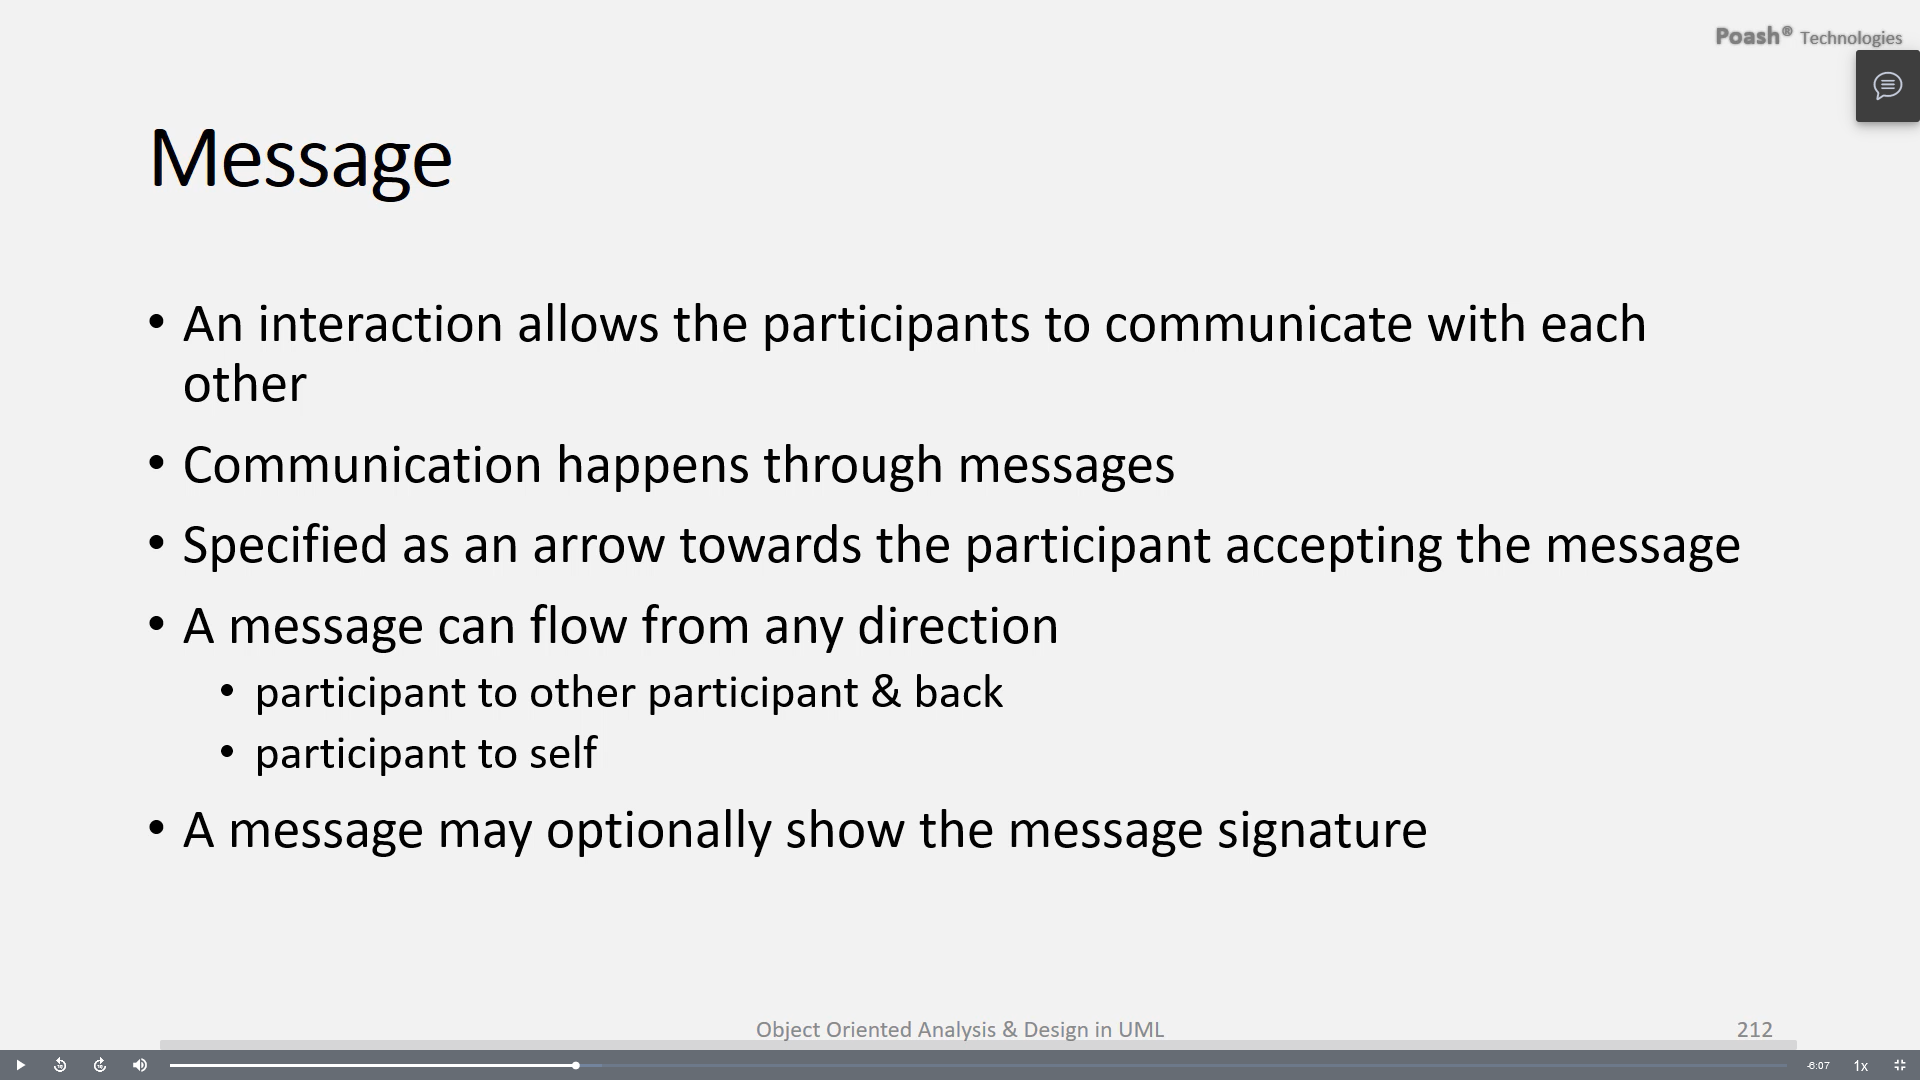 Poash® Technologies
Message
• An interaction allows the participants to communicate with each
other
• Communication happens through messages
• Specified as an arrow towards the participant accepting the message
• A message can flow from any direction
• participant to other participant & back
• participant to self
• A message may optionally show the message signature
Object Oriented Analysis & Design in UML
212
-6:07
1x